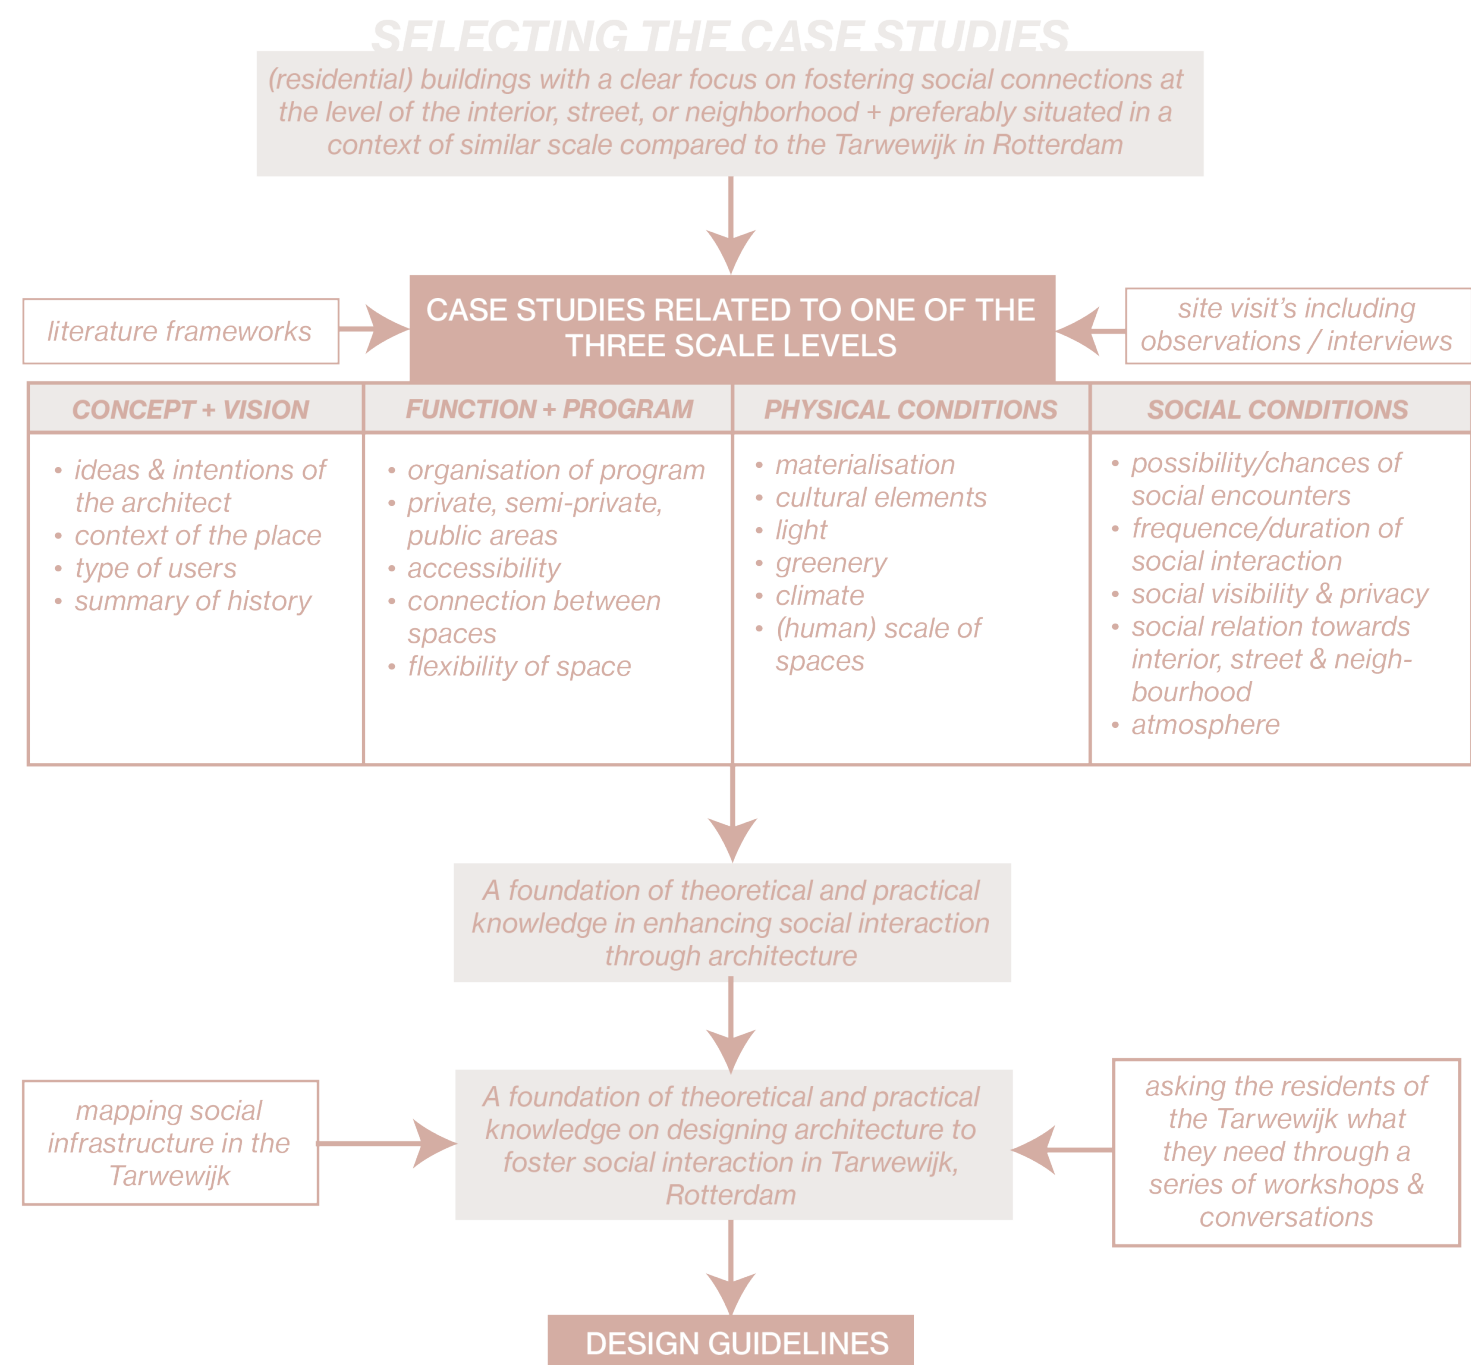 SELECTING THE CASE STUDIES
(residential) buildings with a clear focus on fostering social connections at
the level of the interior, street, or neighborhood + preferably situated in a
context of similar scale compared to the Tarwewijk in Rotterdam
literature frameworks
CASE STUDIES RELATED TO ONE OF THE
THREE SCALE LEVELS
site visit's including
observations / interviews
CONCEPT + VISION
• ideas & intentions of
the architect
• context of the place
• type of users
• summary of history
FUNCTION + PROGRAM
• organisation of program
• private, semi-private,
public areas
• accessibility
• connection between
spaces
• flexibility of space
PHYSICAL CONDITIONS
• materialisation
• cultural elements
• light
• greenery
• climate
• (human) scale of
spaces
SOCIAL CONDITIONS
• possibility/chances of
social encounters
• frequence/duration of
social interaction
• social visibility & privacy
• social relation towards
interior, street & neigh-
bourhood
• atmosphere
A foundation of theoretical and practical
knowledge in enhancing social interaction
through architecture
mapping social
infrastructure in the
Tarwewijk
A foundation of theoretical and practical
knowledge on designing architecture to
foster social interaction in Tarwewijk,
Rotterdam
asking the residents of
the Tarwewijk what
they need through a
series of workshops &
conversations
DESIGN GUIDELINES